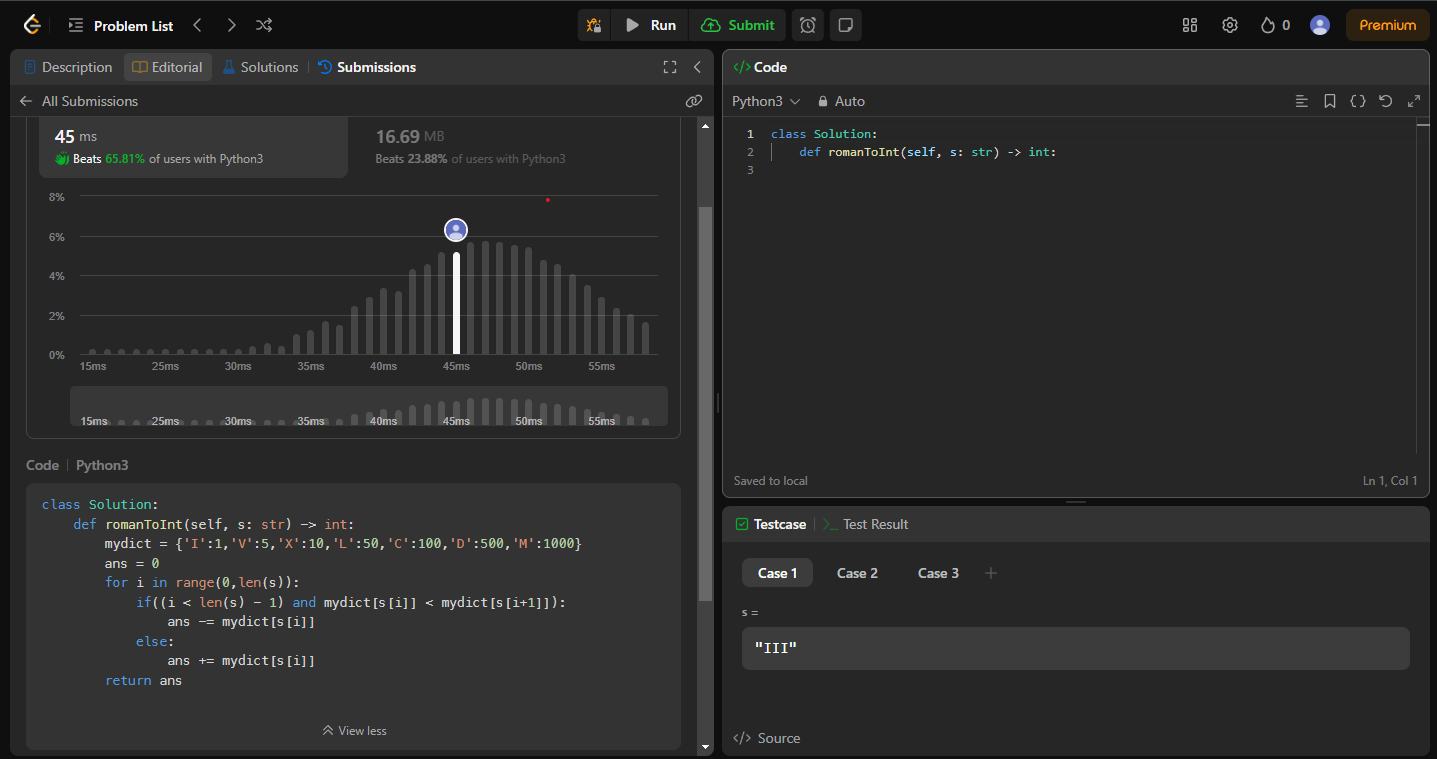 Problem List
Run
Submit
0
Premium
Description
Editorial
Solutions
Submissions
All Submissions
45 ms
Beats 65.81% of users with Python3
16.69 MB
Beats 23.88% of users with Python3
8%
6%
4%
2%
0%
15ms 25ms 30ms 35ms 40ms 45ms 50ms 55ms
15ms 25ms 30ms 35ms 40ms 45ms 50ms 55ms
Code | Python3
class Solution:
    def romanToInt(self, s: str) -> int:
        mydict = {'I':1,'V':5,'X':10,'L':50,'C':100,'D':500,'M':1000}
        ans = 0
        for i in range(0,len(s)):
            if((i < len(s) - 1) and mydict[s[i]] < mydict[s[i+1]]):
                ans -= mydict[s[i]]
            else:
                ans += mydict[s[i]]
        return ans
View less
</> Code
Python3
Auto
1 class Solution:
2     def romanToInt(self, s: str) -> int:
3
Saved to local
Ln 1, Col 1
Testcase
>_ Test Result
Case 1
Case 2
Case 3
+
s =
"III"
</> Source